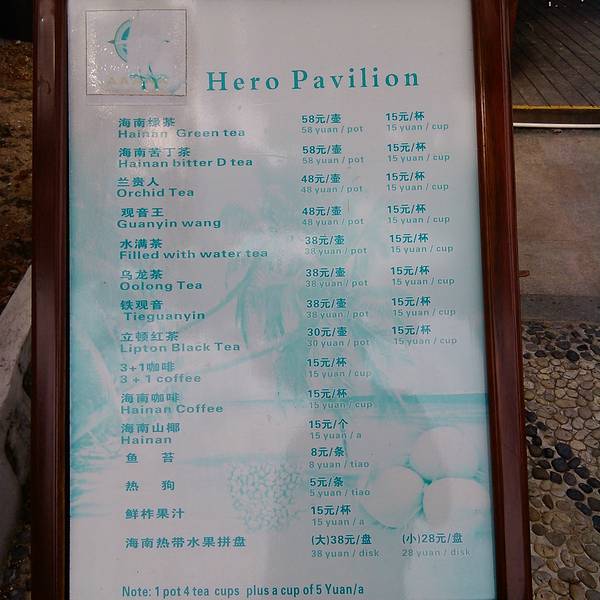 Hero Pavilion
海南绿茶 58元/壶 15元/杯
Hainan Green tea 58 yuan / pot 15 yuan / cup
海南苦丁茶 58元/壶 15元/杯
Hainan bitter D tea 58 yuan / pot 15 yuan / cup
兰贵人 48元/壶 15元/杯
Orchid Tea 48 yuan / pot 15 yuan / cup
观音王 48元/壶 15元/杯
Guanyin wang 48 yuan / pot 15 yuan / cup
水满茶 38元/壶 15元/杯
Filled with water tea 38 yuan / pot 15 yuan / cup
乌龙茶 38元/壶 15元/杯
Oolong Tea 38 yuan / pot 15 yuan / cup
铁观音 38元/壶 15元/杯
Tieguanyin 38 yuan / pot 15 yuan / cup
立顿红茶 30元/壶 15元/杯
Lipton Black Tea 30 yuan / pot 15 yuan / cup
3+1咖啡 15元/杯
3 + 1 coffee 15 yuan / cup
海南咖啡 15元/杯
Hainan Coffee 15 yuan / cup
海南山椰 15元/个
Hainan 15 yuan / a
鱼 苔 8元/条
8 yuan / tiao
热 狗 5元/条
5 yuan / tiao
鲜柞果汁 15元/杯
15 yuan / a
海南热带水果拼盘 (大)38元/盘 (小)28元/盘
38 yuan / disk 28 yuan / disk
Note: 1 pot 4 tea cups plus a cup of 5 Yuan/a